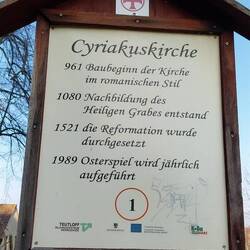 Cyriakuskirche
961 Baubeginn der Kirche
im romanischen Stil
1080 Nachbildung des
Heiligen Grabes entstand
1521 die Reformation wurde
durchgesetzt
1989 Osterspiel wird jährlich
aufgeführt
1
TEUTLOFF